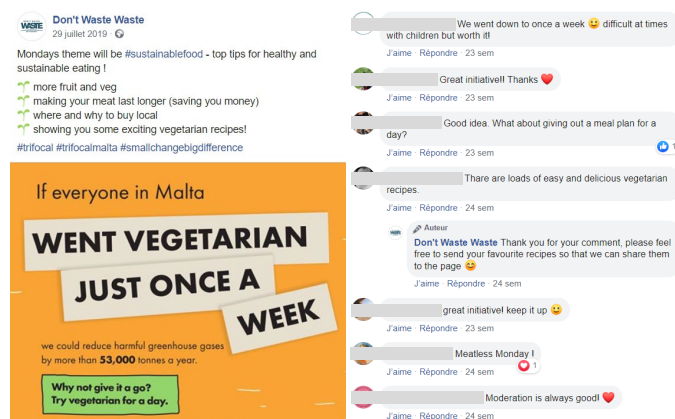 WASTE
Don't Waste Waste
29 juillet 2019 ·
Mondays theme will be #sustainablefood - top tips for healthy and
sustainable eating !
more fruit and veg
making your meat last longer (saving you money)
where and why to buy local
showing you some exciting vegetarian recipes!
#trifocal #trifocalmalta #smallchangebigdifference
If everyone in Malta
WENT VEGETARIAN
JUST ONCE A
WEEK
we could reduce harmful greenhouse gases
by more than 53,000 tonnes a year.
Why not give it a go?
Try vegetarian for a day.
We went down to once a week 😀 difficult at times
with children but worth it!
J'aime · Répondre · 23 sem
Great initiative!! Thanks ❤️
J'aime · Répondre · 23 sem
Good idea. What about giving out a meal plan for a
day?
1
J'aime · Répondre · 23 sem
Thare are loads of easy and delicious vegetarian
recipes.
J'aime · Répondre · 24 sem
Auteur
Don't Waste Waste Thank you for your comment, please feel
free to send your favourite recipes so that we can share them
to the page 😊
J'aime · Répondre · 24 sem
great initiative! keep it up 😀
J'aime · Répondre · 23 sem
Meatless Monday !
1
J'aime · Répondre · 24 sem
Moderation is always good! ❤️
J'aime · Répondre · 24 sem